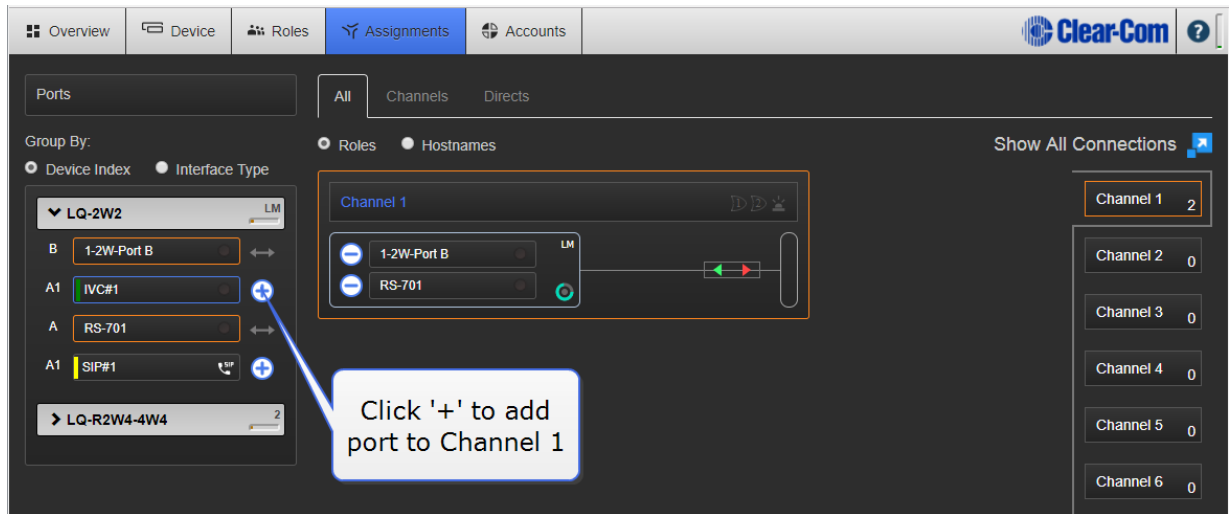 Overview Device Roles Assignments Accounts Clear-Com ?
Ports
All Channels Directs
Group By:
Roles Hostnames
Show All Connections
Device Index Interface Type
LQ-2W2 LM
B 1-2W-Port B
A1 IVC#1
A RS-701
A1 SIP#1 SIP
LQ-R2W4-4W4 2
Channel 1 1 2
1-2W-Port B LM
RS-701
Click '+' to add
port to Channel 1
Channel 1 2
Channel 2 0
Channel 3 0
Channel 4 0
Channel 5 0
Channel 6 0